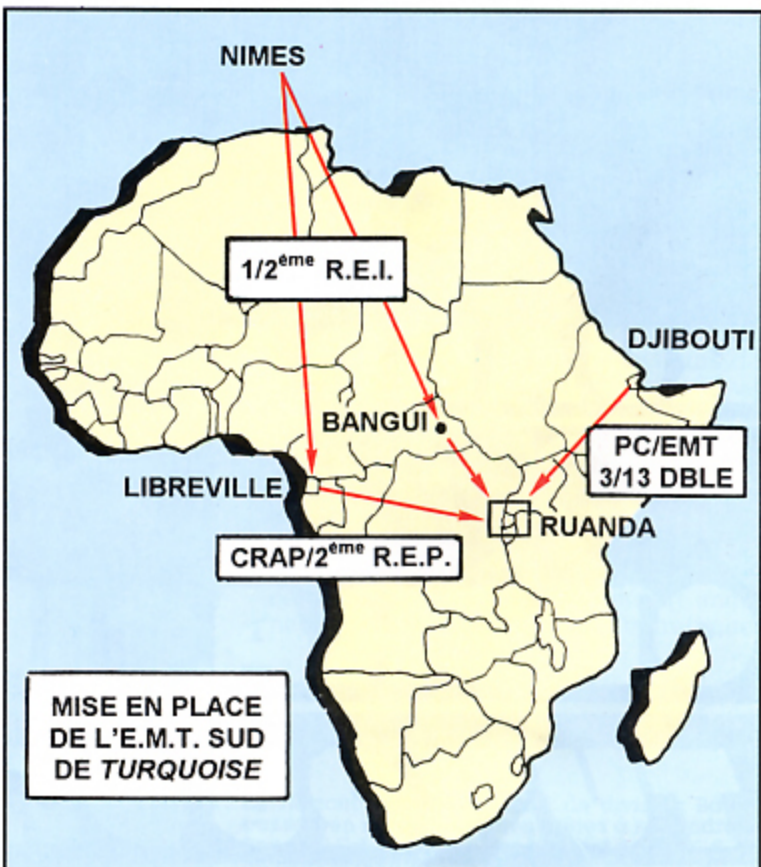 NIMES
1/2ème R.E.I.
DJIBOUTI
BANGUI
PC/EMT
3/13 DBLE
LIBREVILLE
RUANDA
CRAP/2ème R.E.P.
MISE EN PLACE
DE L'E.M.T. SUD
DE TURQUOISE